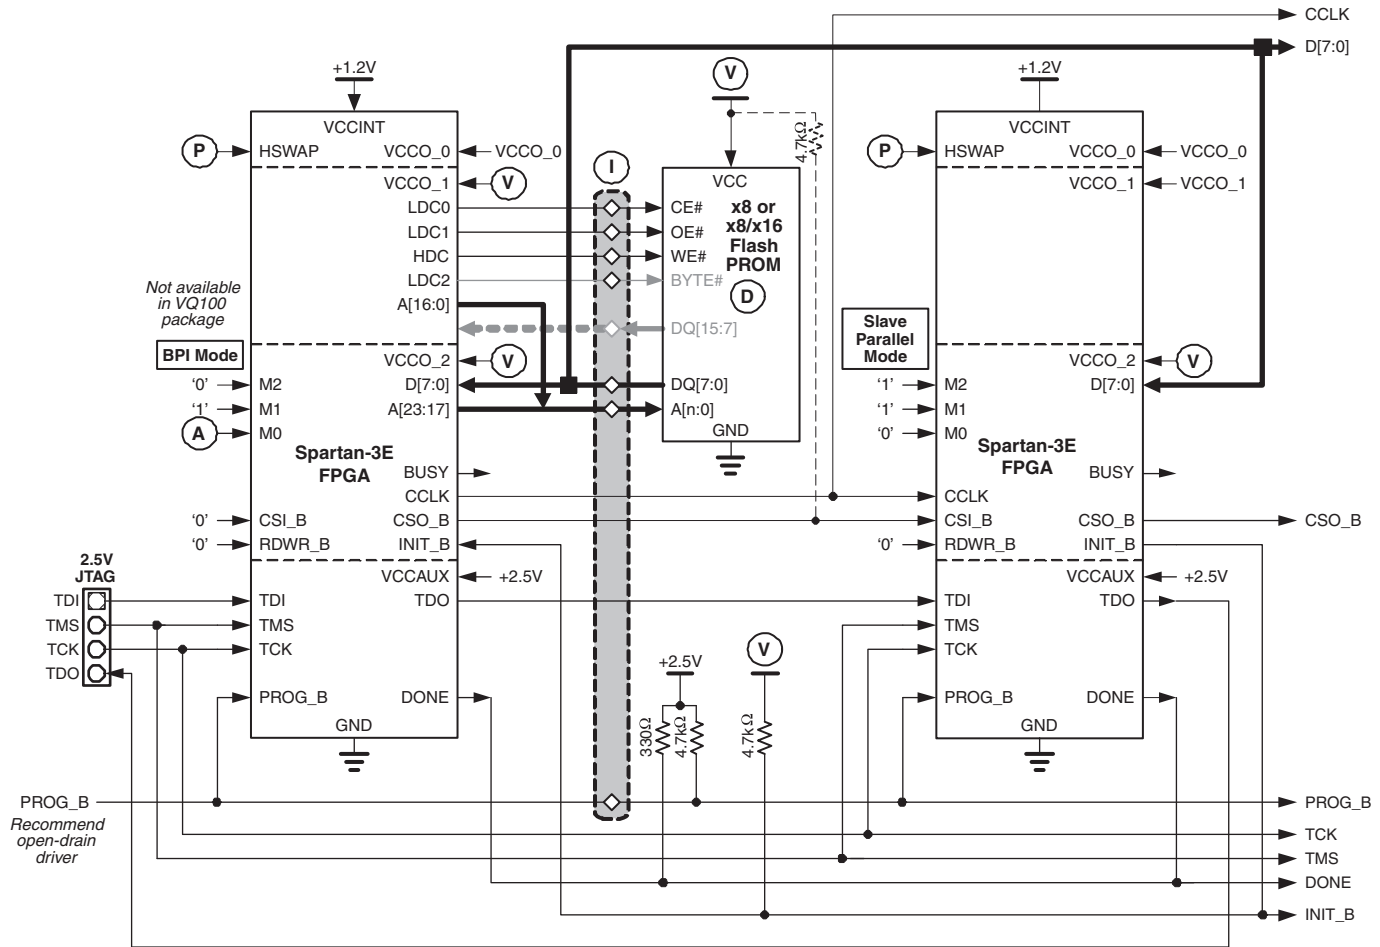 CCLK
D[7:0]
+1.2V
V
+1.2V
VCCINT
4.7kΩ
VCCINT
P
HSWAP
VCCO_0
VCCO_0
I
P
HSWAP
VCCO_0
VCCO_0
VCCO_1
V
VCC
VCCO_1
VCCO_1
LDC0
CE#
x8 or
x8/x16
Flash
PROM
LDC1
OE#
HDC
WE#
LDC2
BYTE#
D
Not available
in VQ100
package
A[16:0]
DQ[15:7]
Slave
Parallel
Mode
BPI Mode
VCCO_2
V
VCCO_2
V
'0'
M2
D[7:0]
DQ[7:0]
'1'
M2
D[7:0]
'1'
M1
A[23:17]
A[n:0]
'1'
M1
A
M0
GND
'0'
M0
Spartan-3E
FPGA
Spartan-3E
FPGA
BUSY
BUSY
CCLK
CCLK
'0'
CSI_B
CSO_B
CSI_B
CSO_B
CSO_B
'0'
RDWR_B
INIT_B
'0'
RDWR_B
INIT_B
2.5V
JTAG
VCCAUX
+2.5V
VCCAUX
+2.5V
TDI
TDI
TDO
TDI
TDO
TMS
TMS
TMS
TCK
TCK
TCK
TDO
+2.5V
V
PROG_B
DONE
PROG_B
DONE
330Ω
4.7kΩ
4.7kΩ
GND
GND
PROG_B
PROG_B
Recommend
open-drain
driver
TCK
TMS
DONE
INIT_B